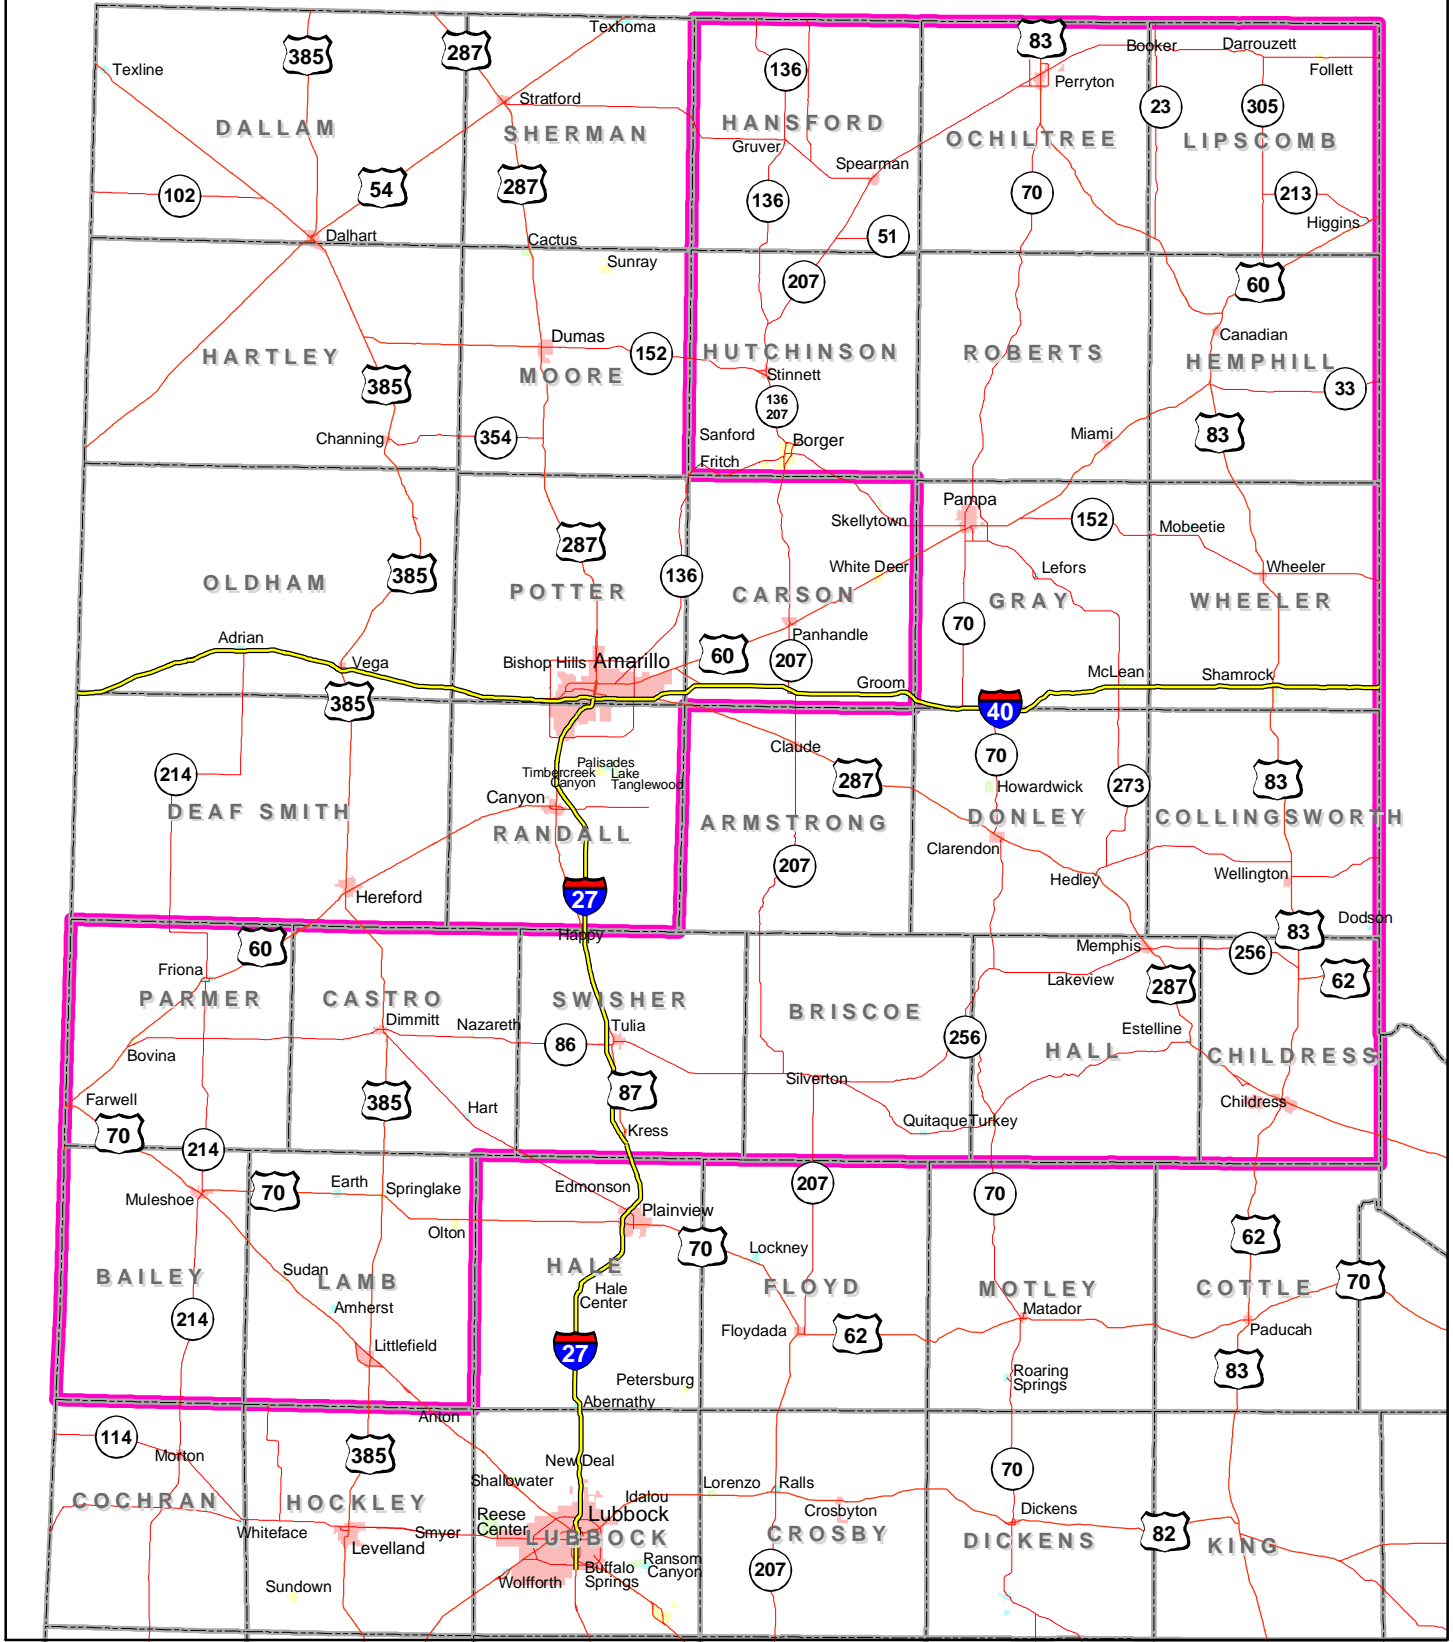 Texhoma
385
287
83
Booker
Darrouzett
Texline
136
Follett
Perryton
Stratford
23
305
DALLAM
SHERMAN
HANSFORD
OCHILTREE
LIPSCOMB
Gruver
Spearman
102
54
287
136
70
213
Higgins
Dalhart
Cactus
51
Sunray
207
60
Dumas
152
Canadian
HARTLEY
MOORE
HUTCHINSON
ROBERTS
HEMPHILL
Stinnett
385
33
136
207
Channing
354
Sanford
Borger
Miami
83
Fritch
Pampa
Skellytown
152
Mobeetie
287
White Deer
Lefors
Wheeler
OLDHAM
385
POTTER
136
CARSON
GRAY
WHEELER
70
Adrian
Vega
Bishop Hills
Amarillo
60
Panhandle
207
McLean
Shamrock
Groom
385
40
Claude
70
214
Palisades
Timbercreek
Canyon
Lake
Tanglewood
287
Howardwick
273
83
Canyon
DEAF SMITH
RANDALL
ARMSTRONG
DONLEY
COLLINGSWORTH
Clarendon
207
Hedley
Wellington
Hereford
27
Dodson
Happy
60
Memphis
256
83
Friona
Lakeview
287
62
PARMER
CASTRO
SWISHER
BRISCOE
Dimmitt
Nazareth
Tulia
Estelline
Bovina
86
256
HALL
CHILDRESS
Silverton
Farwell
385
Hart
87
Childress
70
Kress
Quitaque
Turkey
214
Muleshoe
70
Earth
Springlake
Edmonson
207
70
Plainview
Olton
70
Lockney
62
BAILEY
Sudan
LAMB
HALE
FLOYD
MOTLEY
COTTLE
70
Amherst
Hale
Center
Matador
214
Littlefield
27
Floydada
62
Paducah
Petersburg
Roaring
Springs
83
Abernathy
Anton
114
Morton
385
New Deal
70
Shallowater
Idalou
Lorenzo
Ralls
COCHRAN
HOCKLEY
Reese
Center
Lubbock
Crosbyton
Dickens
Whiteface
Levelland
Smyer
LUBBOCK
CROSBY
DICKENS
82
KING
Ransom
Canyon
Buffalo
Springs
Wolfforth
207
Sundown